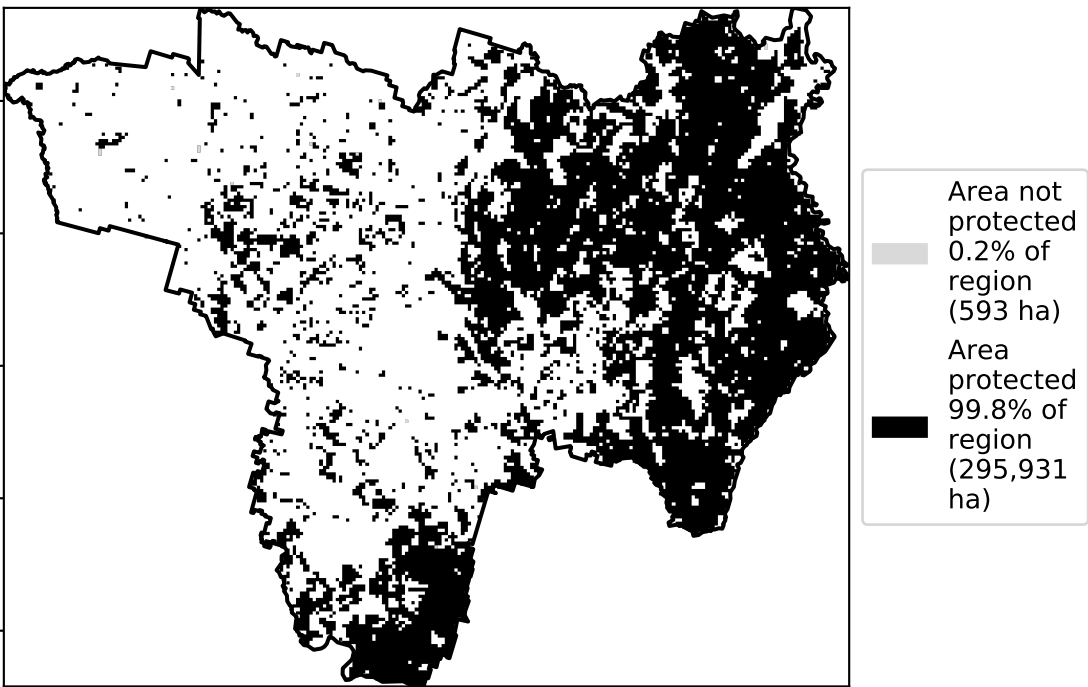 Area not
protected
0.2% of
region
(593 ha)
Area
protected
99.8% of
region
(295,931
ha)